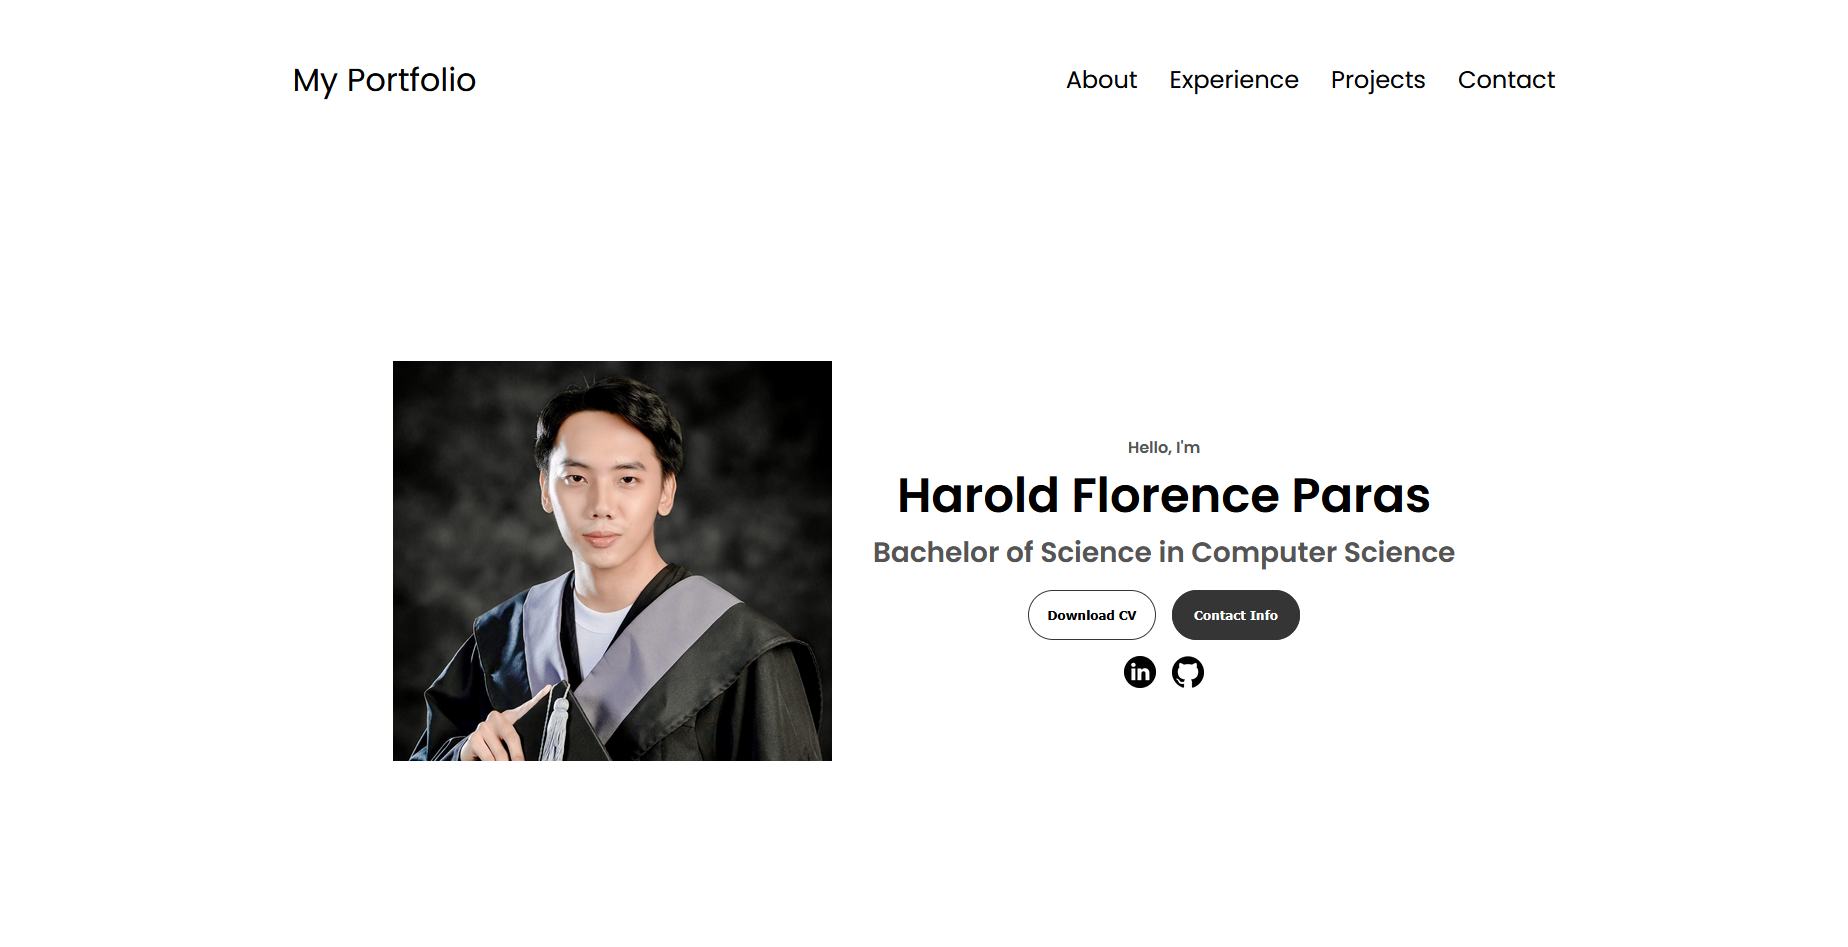 My Portfolio
About Experience Projects Contact
Hello, I'm
Harold Florence Paras
Bachelor of Science in Computer Science
Download CV Contact Info
in